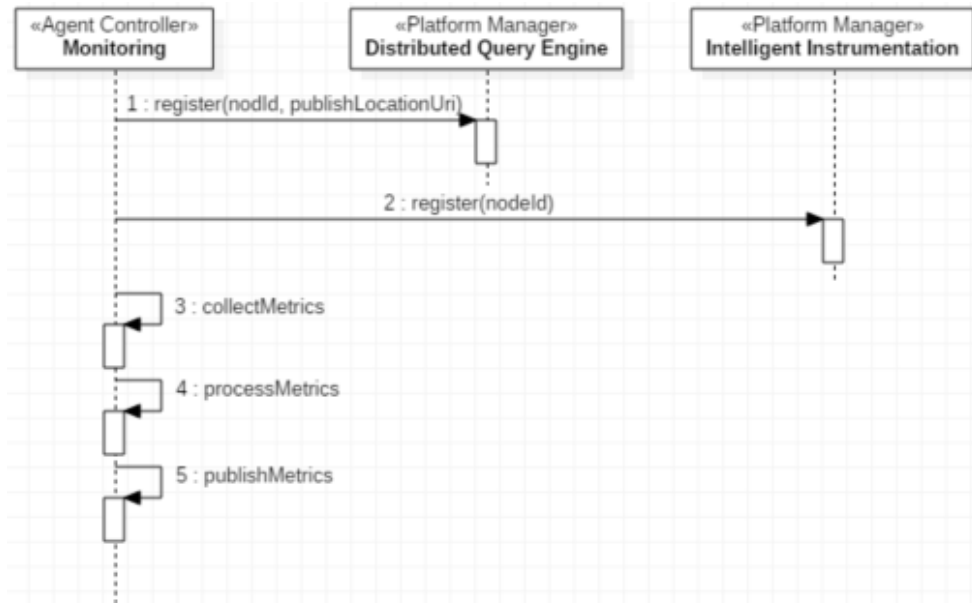 «Agent Controller»
Monitoring
«Platform Manager»
Distributed Query Engine
«Platform Manager»
Intelligent Instrumentation
1 : register(nodId, publishLocationUri)
2 : register(nodeId)
3 : collectMetrics
4 : processMetrics
5 : publishMetrics